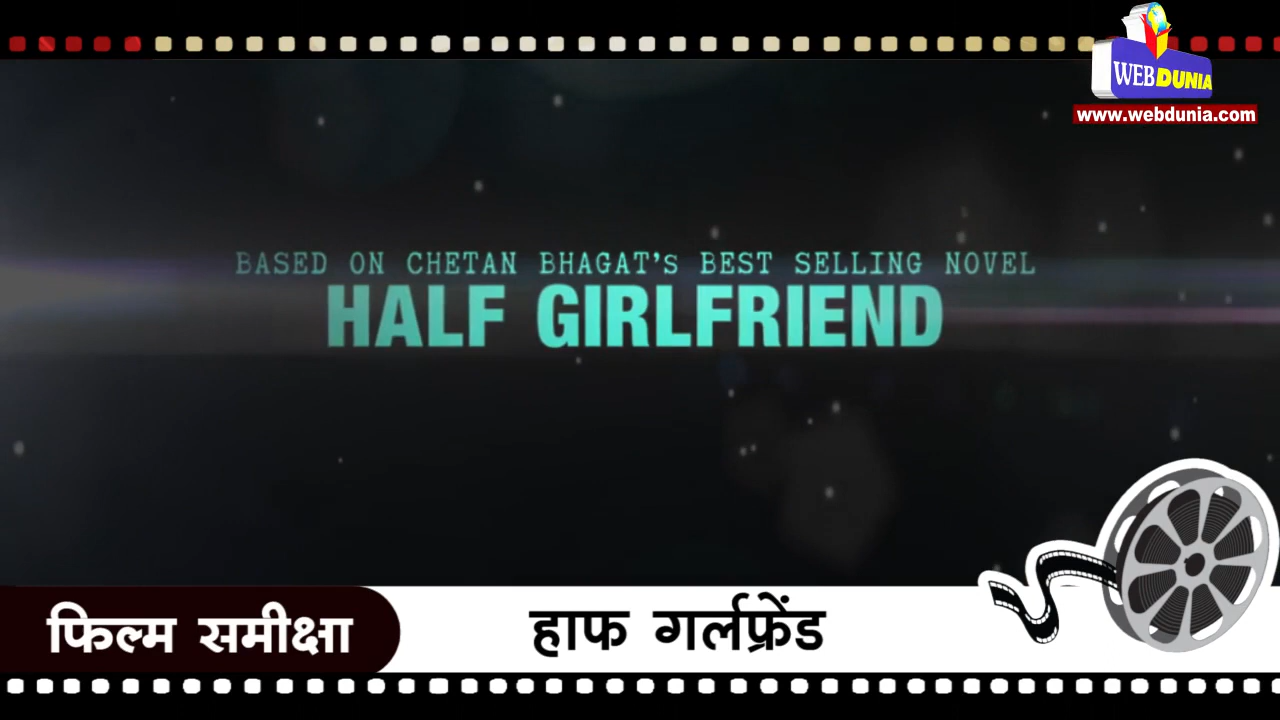 WEBDUNIA
www.webdunia.com
BASED ON CHETAN BHAGAT's BEST SELLING NOVEL
HALF GIRLFRIEND
फिल्म समीक्षा
हाफ गर्लफ्रेंड